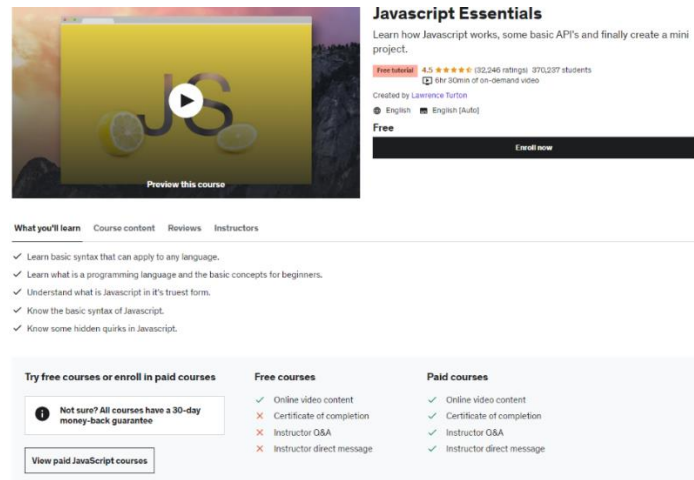 JS
Preview this course
Javascript Essentials
Learn how Javascript works, some basic API's and finally create a mini
project.
Free tutorial 4.5 (32,246 ratings) 370,237 students
6hr 30min of on-demand video
Created by Lawrence Turton
English English [Auto]
Free
Enroll now
What you'll learn Course content Reviews Instructors
Learn basic syntax that can apply to any language.
Learn what is a programming language and the basic concepts for beginners.
Understand what is Javascript in it's truest form.
Know the basic syntax of Javascript.
Know some hidden quirks in Javascript.
Try free courses or enroll in paid courses
Not sure? All courses have a 30-day
money-back guarantee
View paid JavaScript courses
Free courses
Online video content
Certificate of completion
Instructor Q&A
Instructor direct message
Paid courses
Online video content
Certificate of completion
Instructor Q&A
Instructor direct message